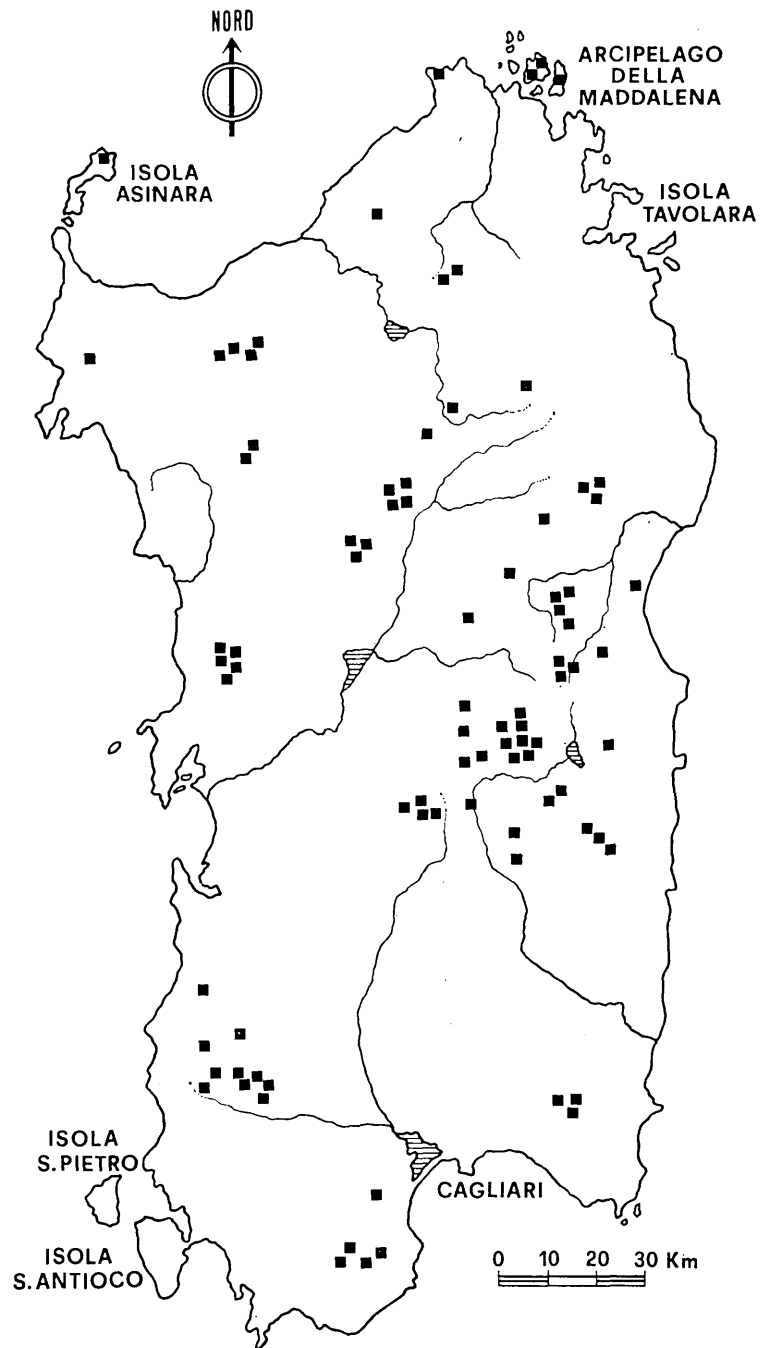 NORD
ARCIPELAGO
DELLA
MADDALENA
ISOLA
ASINARA
ISOLA
TAVOLARA
ISOLA
S.PIETRO
CAGLIARI
ISOLA
S.ANTIOCO
0 10 20 30 Km